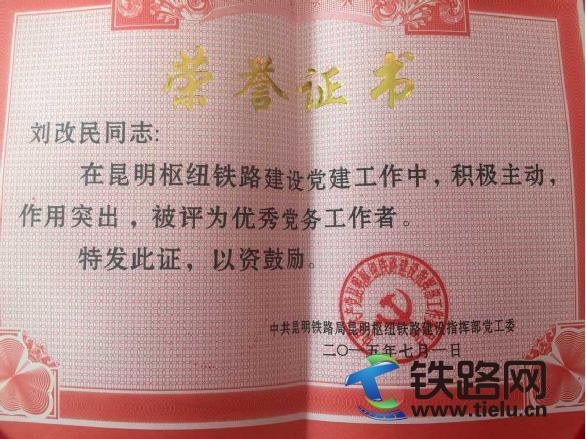 荣誉证书
刘改民同志:
在昆明枢纽铁路建设党建工作中，积极主动，
作用突出，被评为优秀党务工作者。
特发此证，以资鼓励。
中共昆明铁路局昆明枢纽铁路建设指挥部党工委
二〇一五年七月一日
铁路网
www.tielu.cn